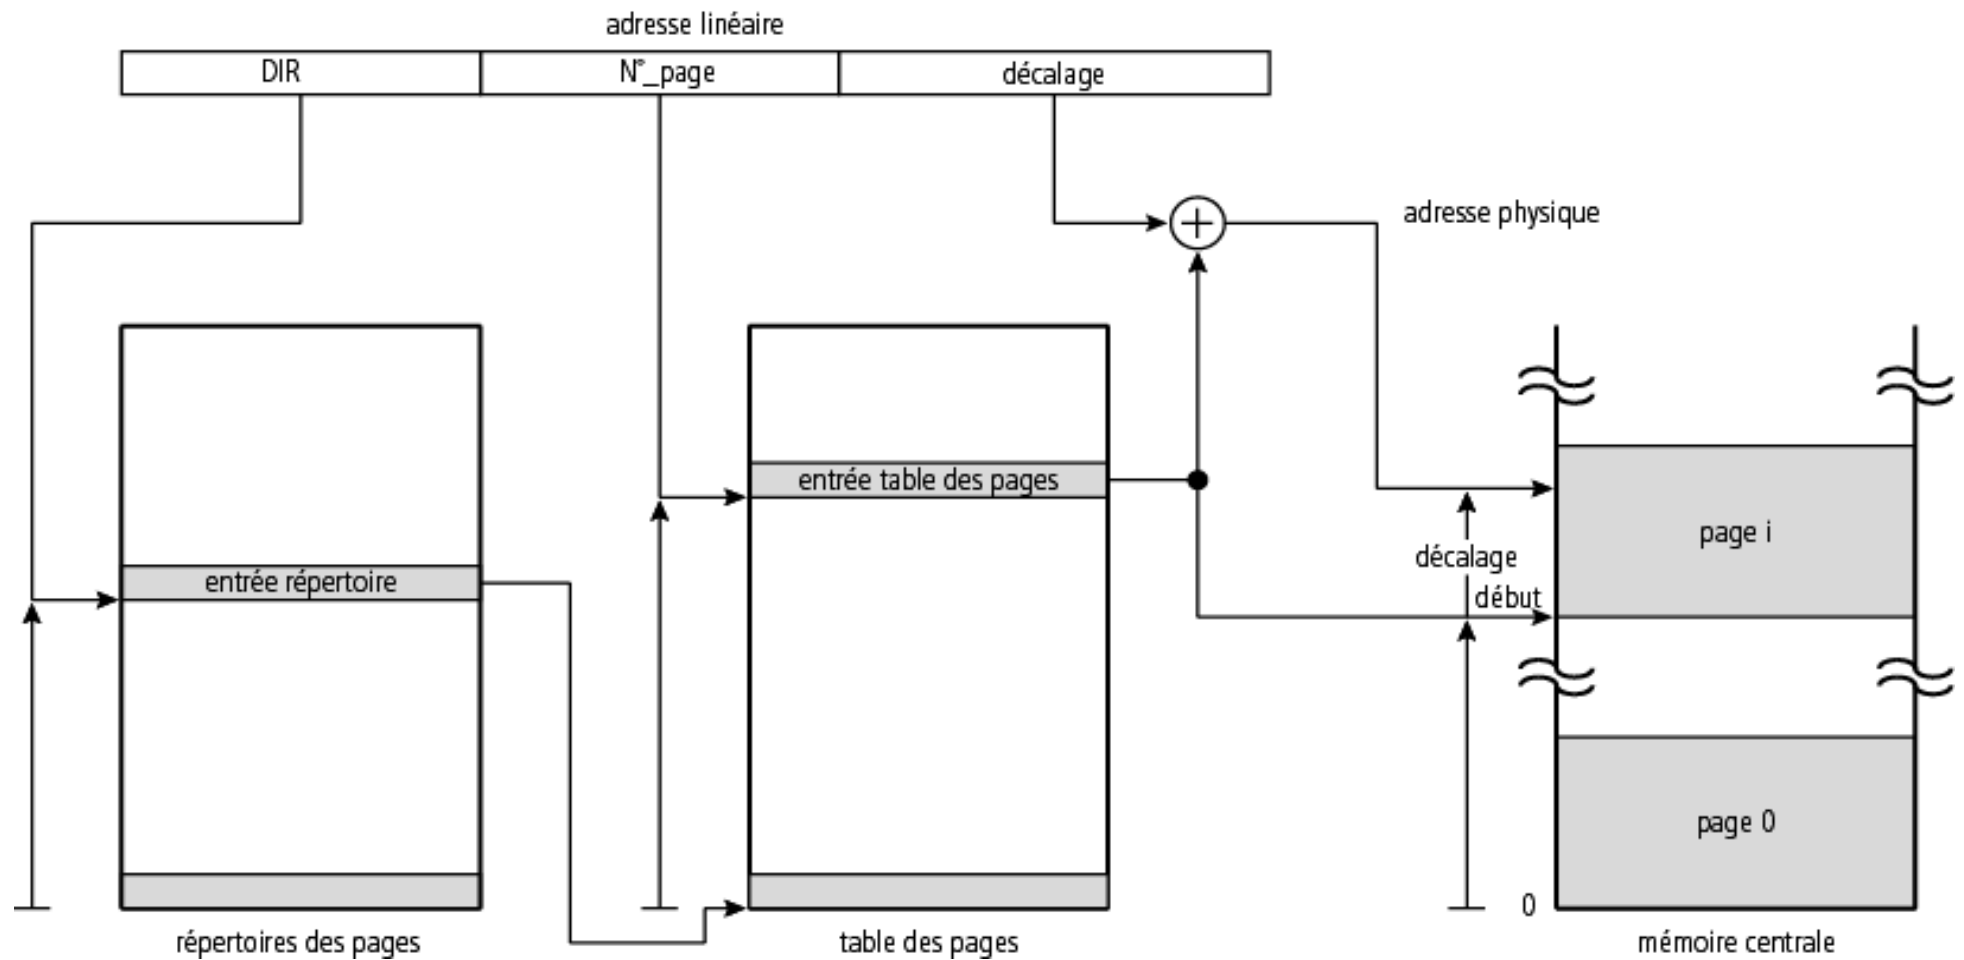 adresse linéaire
DIR
N°_page
décalage
adresse physique
entrée table des pages
page i
décalage
entrée répertoire
début
page 0
0
répertoires des pages
table des pages
mémoire centrale